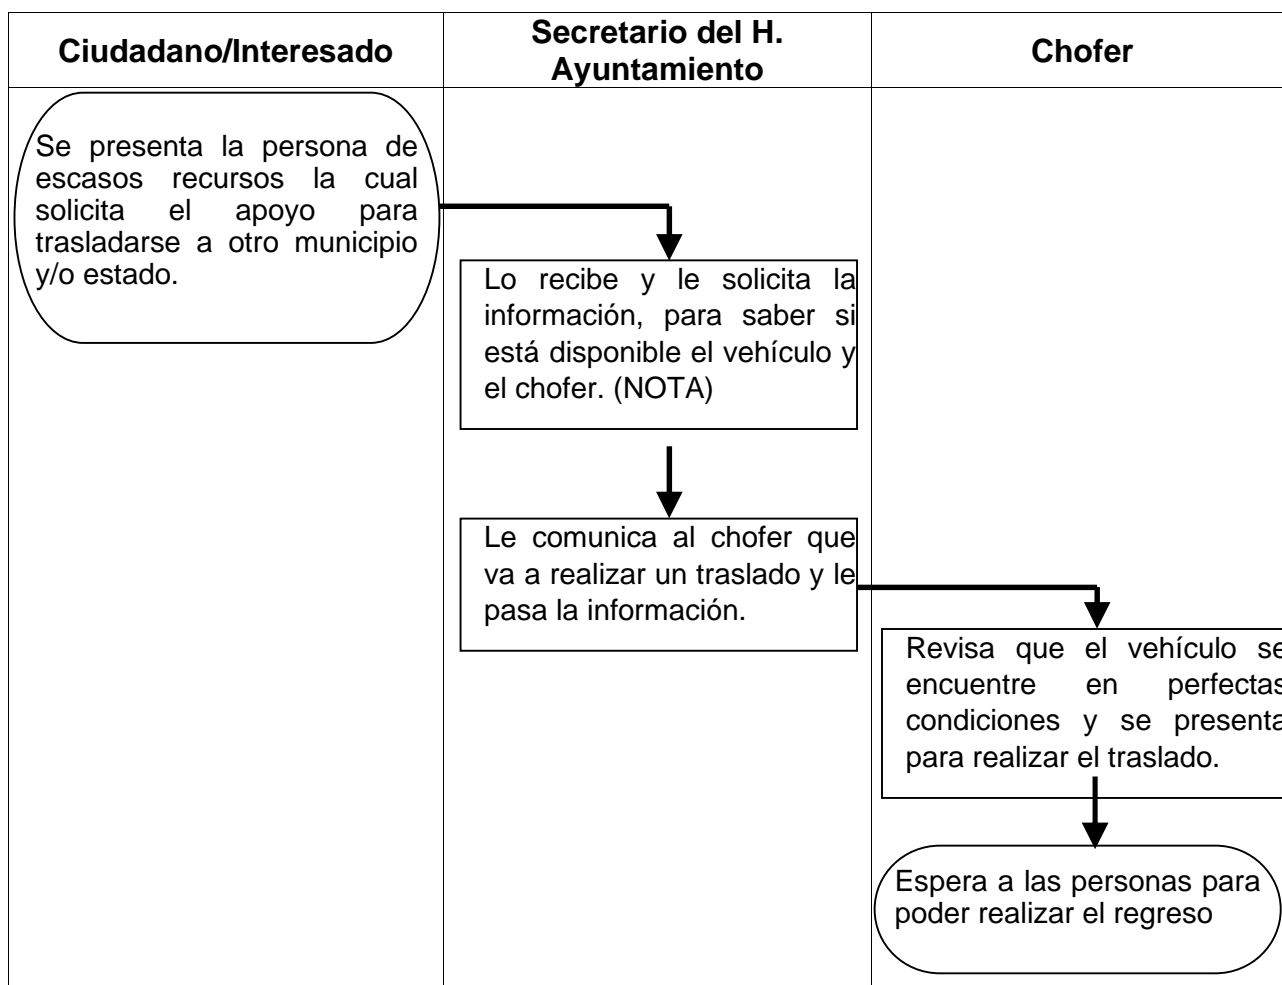 Ciudadano/Interesado
Secretario del H.
Ayuntamiento
Chofer
Se presenta la persona de
escasos recursos la cual
solicita el apoyo para
trasladarse a otro municipio
y/o estado.
Lo recibe y le solicita la
información, para saber si
está disponible el vehículo y
el chofer. (NOTA)
Le comunica al chofer que
va a realizar un traslado y le
pasa la información.
Revisa que el vehículo se
encuentre en perfectas
condiciones y se presenta
para realizar el traslado.
Espera a las personas para
poder realizar el regreso